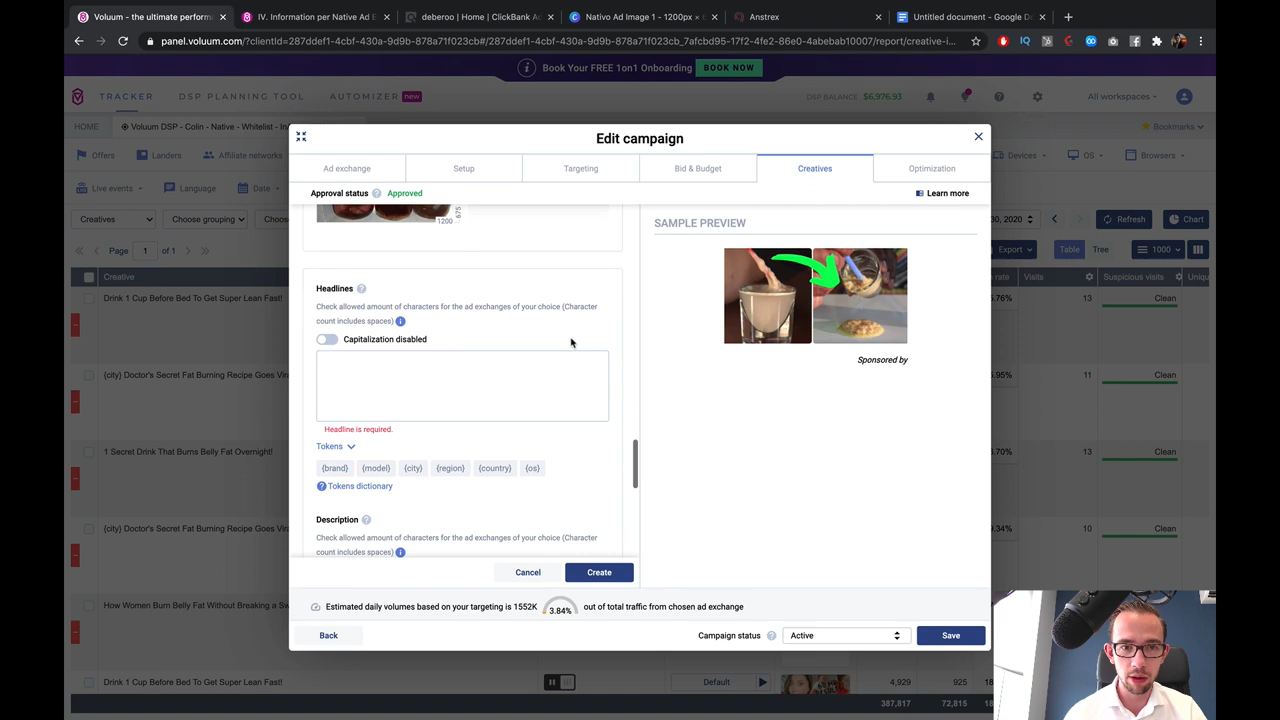 Voluum - the ultimate perform
IV. Information per Native Ad E
deberoo | Home | ClickBank Ad
Nativo Ad Image 1 - 1200px ×
Anstrex
Untitled document - Google D
panel.voluum.com/?clientId=287ddef1-4cbf-430a-9d9b-878a71f023cb#/287ddef1-4cbf-430a-9d9b-878a71f023cb_7afcbd95-17f2-4fe2-86e0-4abebab10007/report/creative-i...
Book Your FREE 1on1 Onboarding BOOK NOW
TRACKER DSP PLANNING TOOL AUTOMIZER new DSP BALANCE: $6,976.93 All workspaces
HOME Voluum DSP - Colin - Native - Whitelist - In Bookmarks
Offers Landers Affiliate networks Devices OS Browsers
Live events Language Date
Creatives Choose grouping Choos 30, 2020 Refresh Chart
Page 1 of 1 Export Table Tree 1000
Creative rate Visits Suspicious visits Uniqu
Drink 1 Cup Before Bed To Get Super Lean Fast! 5.76% 13 Clean
{city} Doctor's Secret Fat Burning Recipe Goes Vira .95% 11 Clean
1 Secret Drink That Burns Belly Fat Overnight! .70% 13 Clean
{city} Doctor's Secret Fat Burning Recipe Goes Vira .34% 10 Clean
How Women Burn Belly Fat Without Breaking a Sw
Drink 1 Cup Before Bed To Get Super Lean Fast! Default 4,929 925
387,817 72,815
Edit campaign
Ad exchange Setup Targeting Bid & Budget Creatives Optimization
Approval status Approved Learn more
1200 675
SAMPLE PREVIEW
Sponsored by
Headlines
Check allowed amount of characters for the ad exchanges of your choice (Character
count includes spaces)
Capitalization disabled
Headline is required.
Tokens
{brand} {model} {city} {region} {country} {os}
Tokens dictionary
Description
Check allowed amount of characters for the ad exchanges of your choice (Character
count includes spaces)
Cancel Create
Estimated daily volumes based on your targeting is 1552K 3.84% out of total traffic from chosen ad exchange
Back Campaign status Active Save